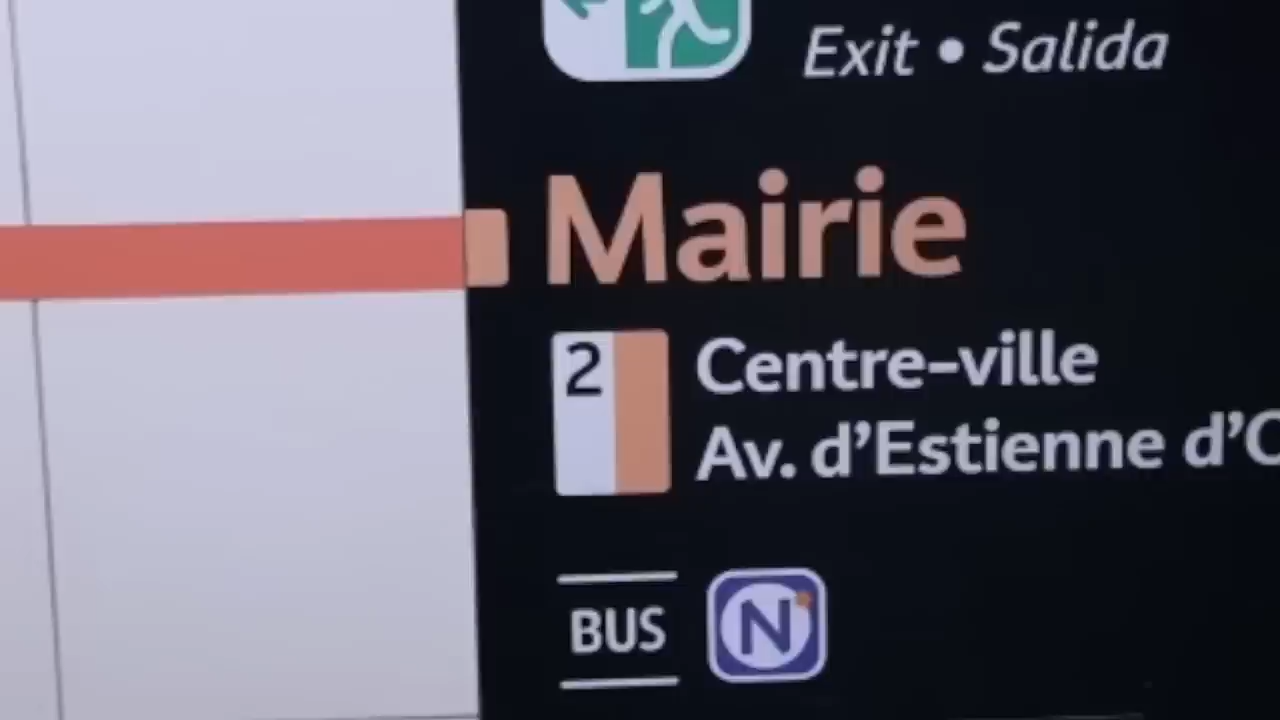 Exit • Salida
Mairie
2
Centre-ville
Av. d'Estienne
BUS
N